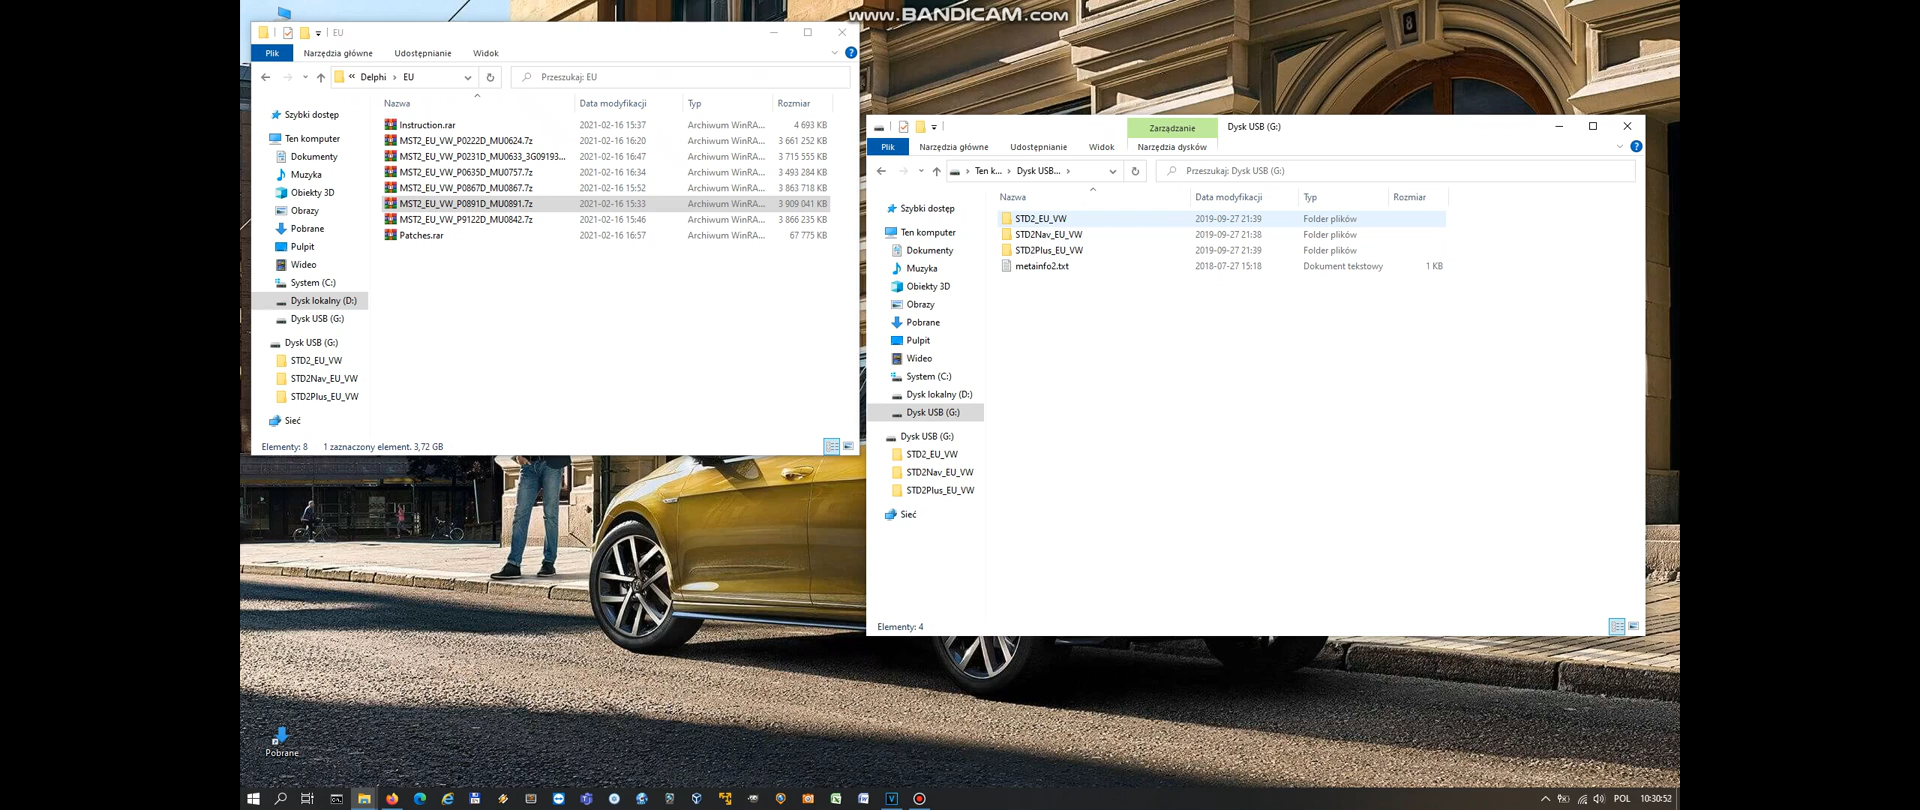 www.BANDICAM.com
EU
Plik Narzędzia główne Udostępnianie Widok
« Delphi › EU
Przeszukaj: EU
Nazwa Data modyfikacji Typ Rozmiar
Instruction.rar 2021-02-16 15:37 Archiwum WinRA... 4 693 KB
MST2_EU_VW_P0222D_MU0624.7z 2021-02-16 16:20 Archiwum WinRA... 3 661 252 KB
MST2_EU_VW_P0231D_MU0633_3G09193... 2021-02-16 16:47 Archiwum WinRA... 3 715 555 KB
MST2_EU_VW_P0635D_MU0757.7z 2021-02-16 16:34 Archiwum WinRA... 3 493 284 KB
MST2_EU_VW_P0867D_MU0867.7z 2021-02-16 15:52 Archiwum WinRA... 3 863 718 KB
MST2_EU_VW_P0891D_MU0891.7z 2021-02-16 15:33 Archiwum WinRA... 3 909 041 KB
MST2_EU_VW_P9122D_MU0842.7z 2021-02-16 15:46 Archiwum WinRA... 3 866 235 KB
Patches.rar 2021-02-16 16:57 Archiwum WinRA... 67 775 KB
Szybki dostęp
Ten komputer
Dokumenty
Muzyka
Obiekty 3D
Obrazy
Pobrane
Pulpit
Wideo
System (C:)
Dysk lokalny (D:)
Dysk USB (G:)
Dysk USB (G:)
STD2_EU_VW
STD2Nav_EU_VW
STD2Plus_EU_VW
Sieć
Elementy: 8 1 zaznaczony element. 3,72 GB
Zarządzanie Dysk USB (G:)
Plik Narzędzia główne Udostępnianie Widok Narzędzia dysków
› Ten k... › Dysk USB... ›
Przeszukaj: Dysk USB (G:)
Nazwa Data modyfikacji Typ Rozmiar
STD2_EU_VW 2019-09-27 21:39 Folder plików
STD2Nav_EU_VW 2019-09-27 21:38 Folder plików
STD2Plus_EU_VW 2019-09-27 21:39 Folder plików
metainfo2.txt 2018-07-27 15:18 Dokument tekstowy 1 KB
Szybki dostęp
Ten komputer
Dokumenty
Muzyka
Obiekty 3D
Obrazy
Pobrane
Pulpit
Wideo
System (C:)
Dysk lokalny (D:)
Dysk USB (G:)
Dysk USB (G:)
STD2_EU_VW
STD2Nav_EU_VW
STD2Plus_EU_VW
Sieć
Elementy: 4
8
Pobrane
POL 10:30:52